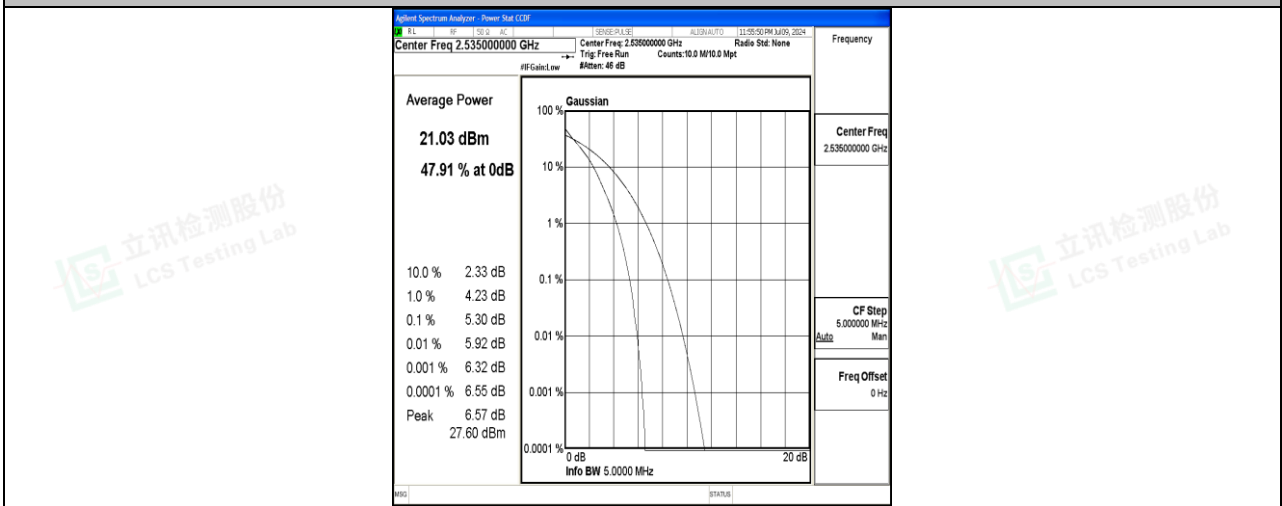 Agilent Spectrum Analyzer - Power Stat CCDF
RL RF 50 Ω AC SENSE:PULSE ALIGNAUTO 11:55:50 PM Jul 09, 2024
Center Freq 2.535000000 GHz
Center Freq: 2.535000000 GHz Radio Std: None
Trig: Free Run Counts:10.0 M/10.0 Mpt
#IFGain:Low #Atten: 46 dB
Frequency
Average Power
21.03 dBm
47.91 % at 0dB
10.0 % 2.33 dB
1.0 % 4.23 dB
0.1 % 5.30 dB
0.01 % 5.92 dB
0.001 % 6.32 dB
0.0001 % 6.55 dB
Peak 6.57 dB
27.60 dBm
Gaussian
100 %
10 %
1 %
0.1 %
0.01 %
0.001 %
0.0001 %
0 dB 20 dB
Info BW 5.0000 MHz
Center Freq
2.535000000 GHz
CF Step
5.000000 MHz
Auto Man
Freq Offset
0 Hz
MSG STATUS
立讯检测股份
LCS Testing Lab
立讯检测股份
LCS Testing Lab